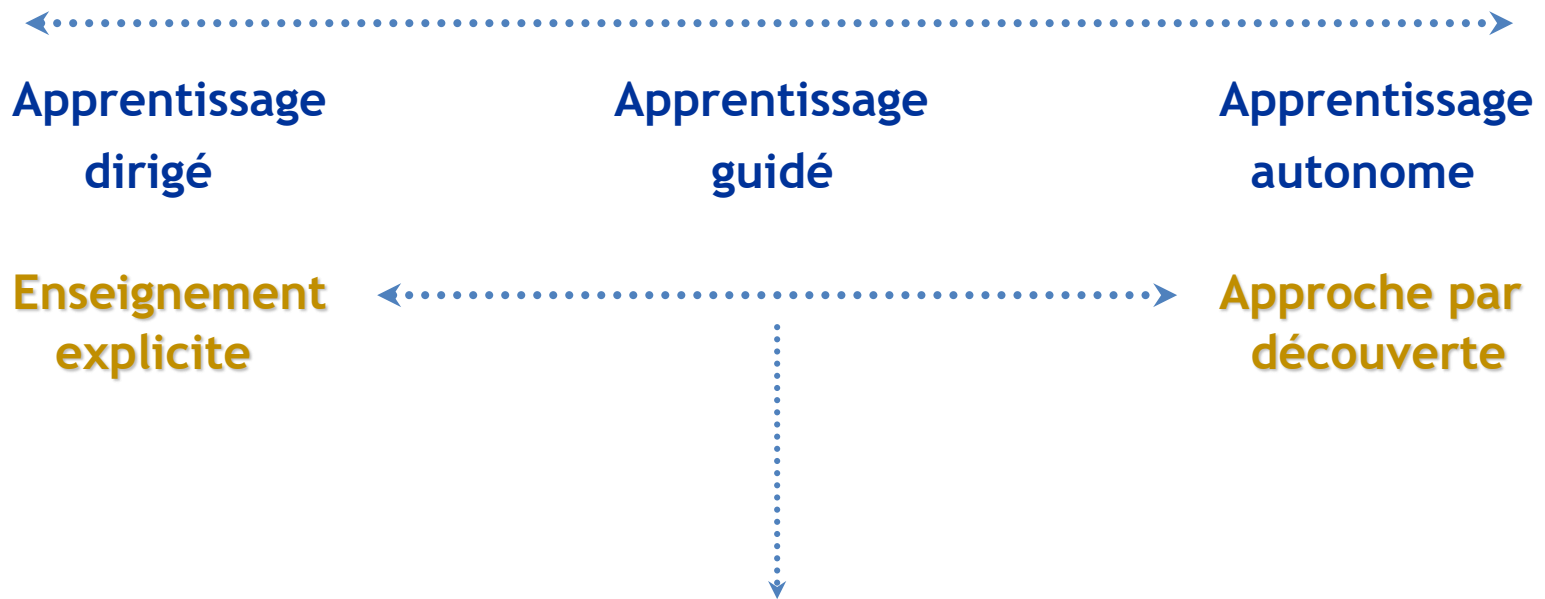 Apprentissage Apprentissage Apprentissage
dirigé guidé autonome
Enseignement Approche par
explicite découverte